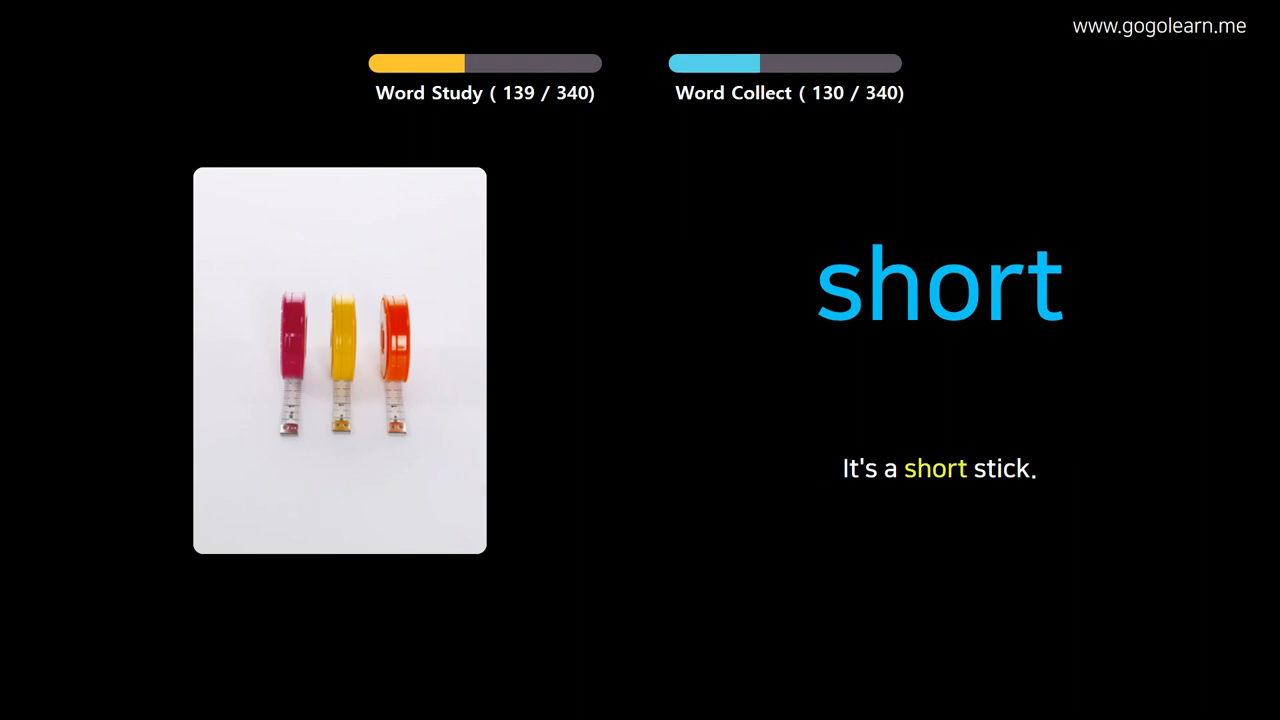 www.gogolearn.me
Word Study ( 139 / 340)
Word Collect ( 130 / 340)
short
It's a short stick.